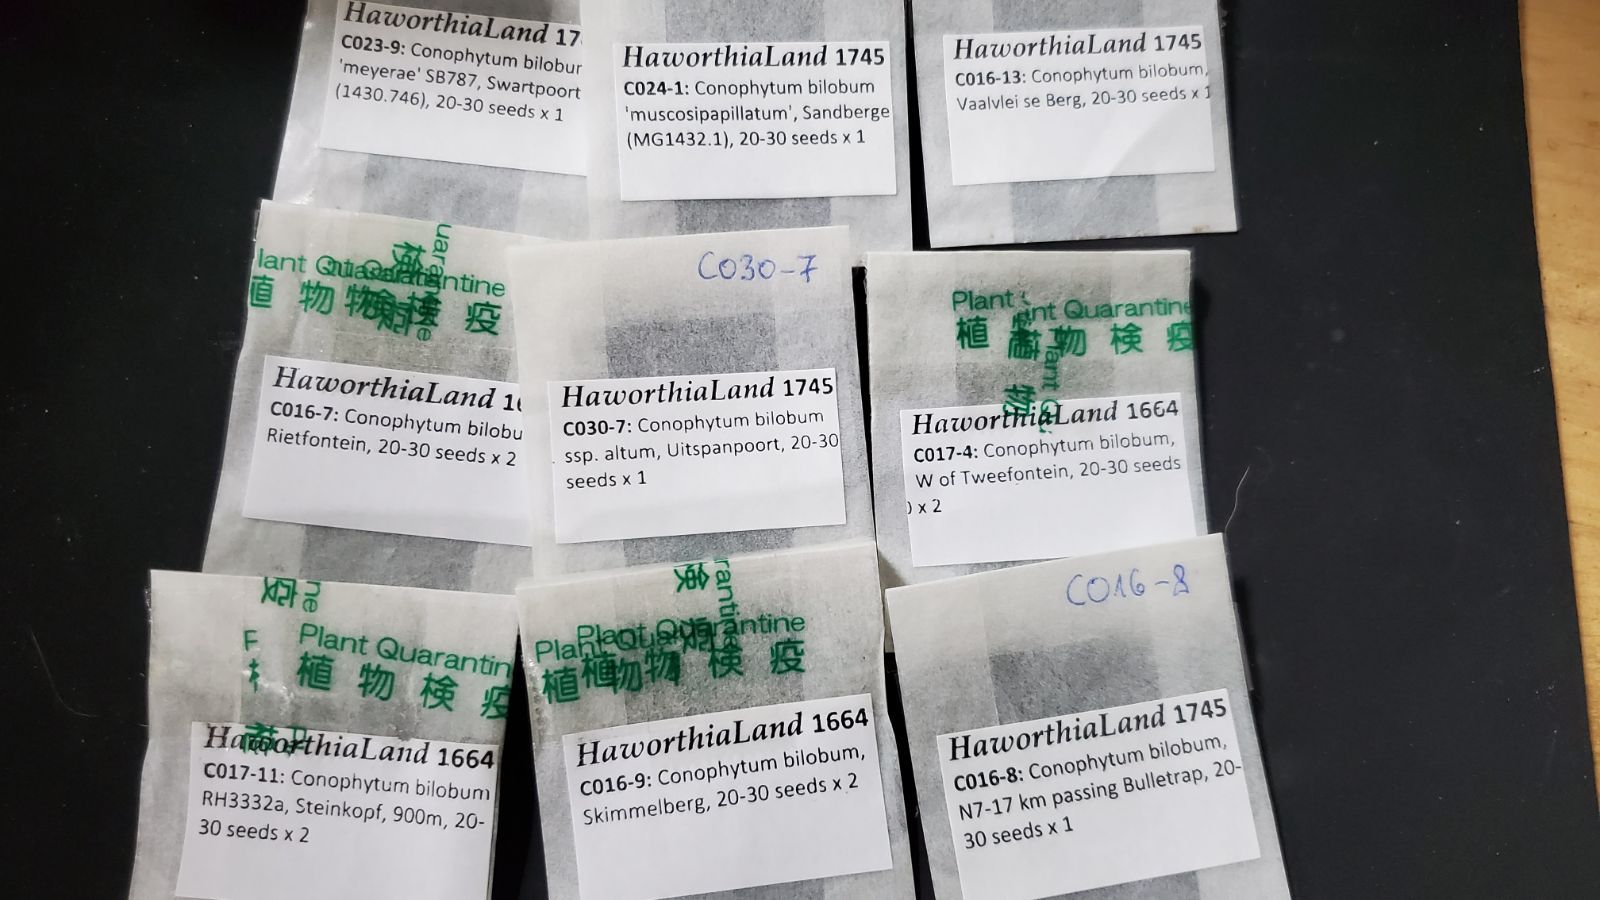 HaworthiaLand 17
C023-9: Conophytum bilobum
'meyerae' SB787, Swartpoort
(1430.746), 20-30 seeds x 1
HaworthiaLand 1745
C024-1: Conophytum bilobum
'muscosipapillatum', Sandberge
(MG1432.1), 20-30 seeds x 1
HaworthiaLand 1745
C016-13: Conophytum bilobum,
Vaalvlei se Berg, 20-30 seeds x 1
Plant Quarantine
植物検疫
HaworthiaLand 16
C016-7: Conophytum bilobu
Rietfontein, 20-30 seeds x 2
C030-7
HaworthiaLand 1745
C030-7: Conophytum bilobum
ssp. altum, Uitspanpoort, 20-30
seeds x 1
Plant Quarantine
植物検疫
HaworthiaLand 1664
C017-4: Conophytum bilobum,
W of Tweefontein, 20-30 seeds
) x 2
Plant Quarantin
植物検疫
HaworthiaLand 1664
C017-11: Conophytum bilobum
RH3332a, Steinkopf, 900m, 20-
30 seeds x 2
Plant Quarantine
植物検疫
HaworthiaLand 1664
C016-9: Conophytum bilobum,
Skimmelberg, 20-30 seeds x 2
C016-8
HaworthiaLand 1745
C016-8: Conophytum bilobum,
N7-17 km passing Bulletrap, 20-
30 seeds x 1